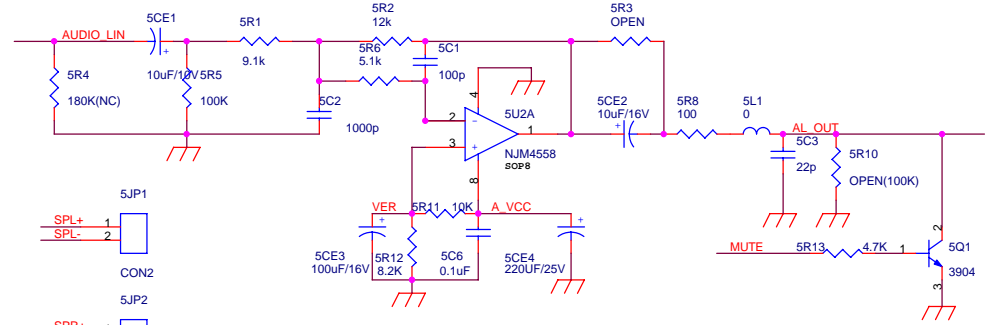 5CE1
5R2
12k
5R3
OPEN
AUDIO_LIN
5R1
9.1k
5R6
5.1k
5C1
100p
5R4
180K(NC)
10uF/10V
5R5
100K
5C2
1000p
4
5U2A
2
3
1
8
NJM4558
SOP8
5CE2
10uF/16V
5R8
100
5L1
0
AL_OUT
5C3
22p
5R10
OPEN(100K)
5JP1
SPL+
1
SPL-
2
CON2
5JP2
VER
5R11
10K
A_VCC
5CE3
100uF/16V
5R12
8.2K
5C6
0.1uF
5CE4
220UF/25V
MUTE
5R13
4.7K
1
2
3
5Q1
3904
SPR+